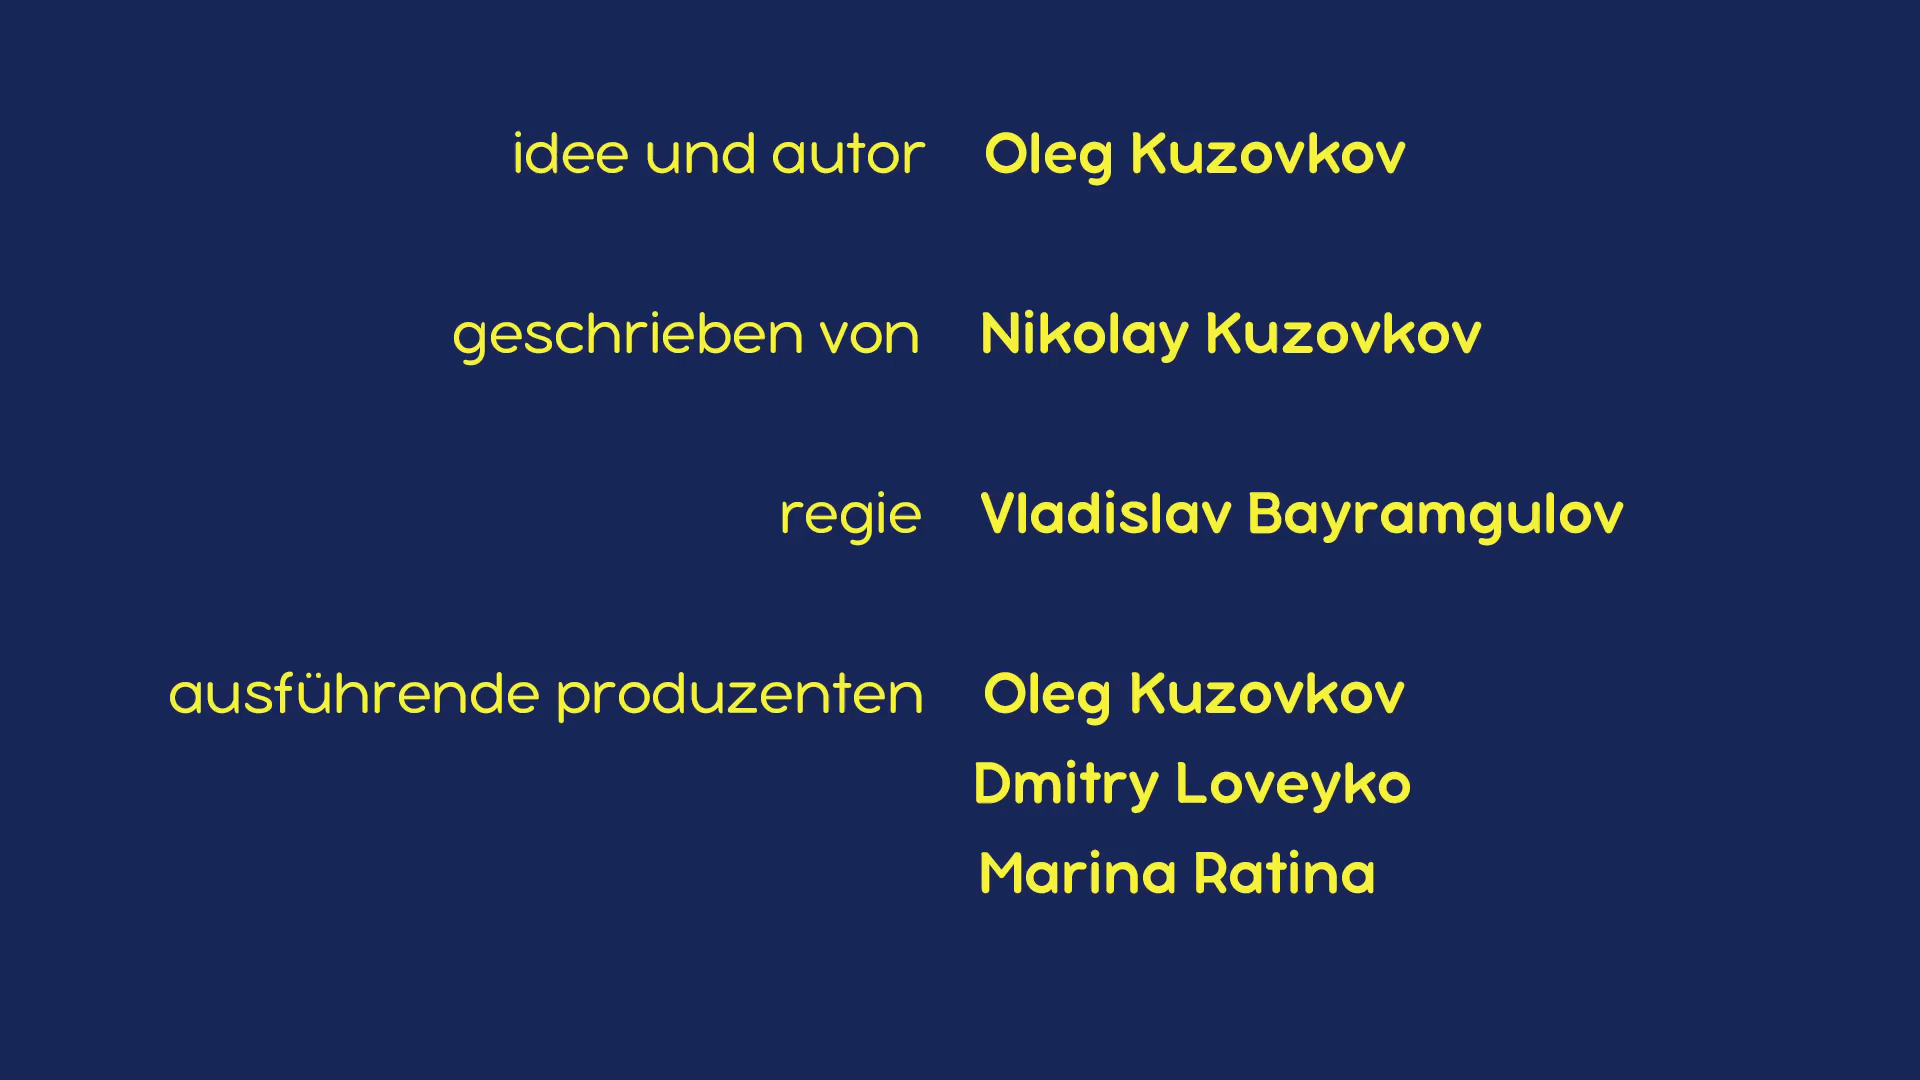 idee und autor Oleg Kuzovkov
geschrieben von Nikolay Kuzovkov
regie Vladislav Bayramgulov
ausführende produzenten Oleg Kuzovkov
Dmitry Loveyko
Marina Ratina